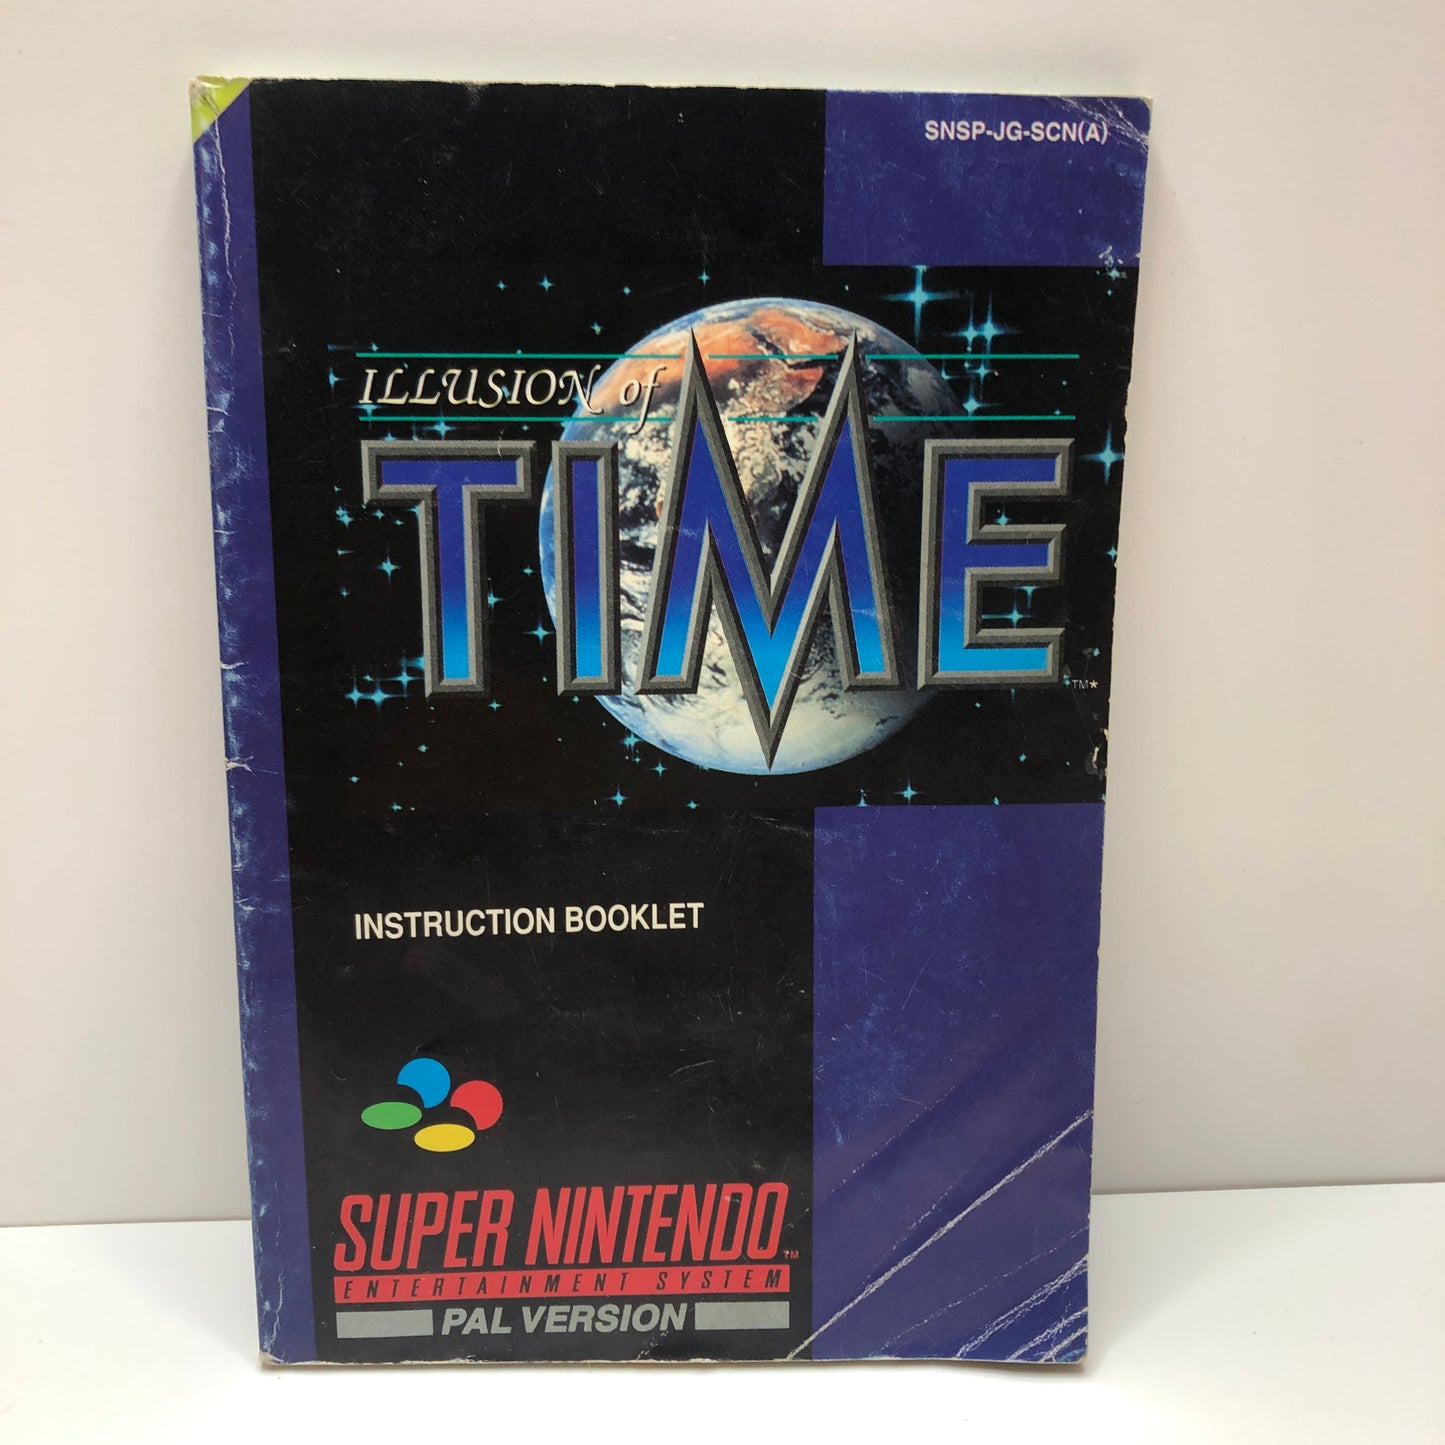 SNSP-JG-SCN(A)
ILLUSION of
TIME TM*
INSTRUCTION BOOKLET
SUPER NINTENDO TM
ENTERTAINMENT SYSTEM
PAL VERSION